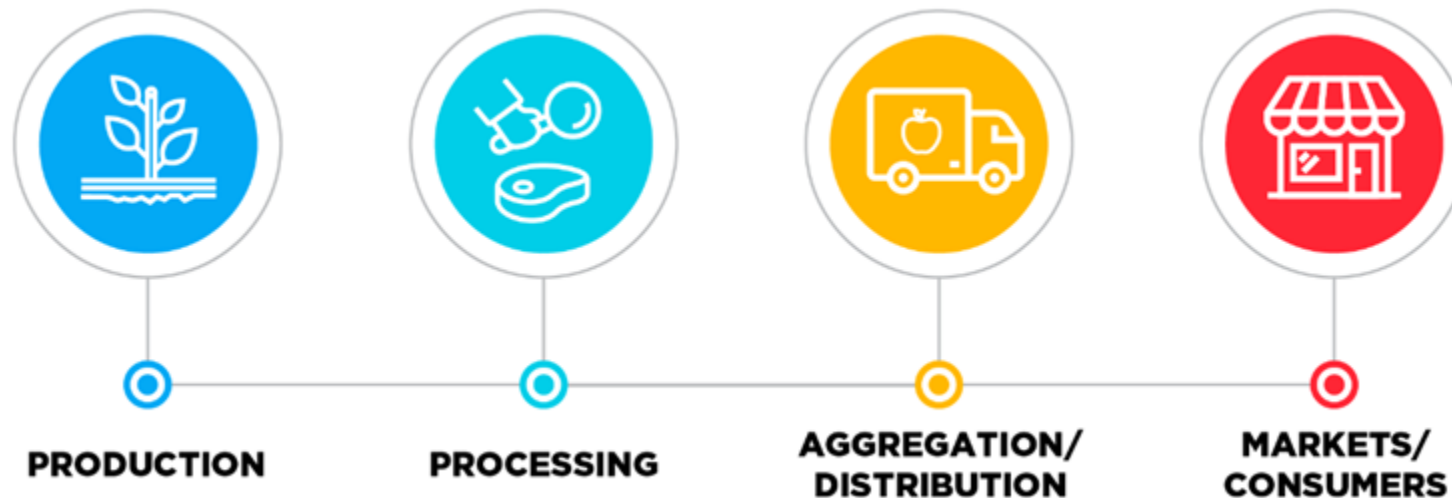 PRODUCTION
PROCESSING
AGGREGATION/
DISTRIBUTION
MARKETS/
CONSUMERS